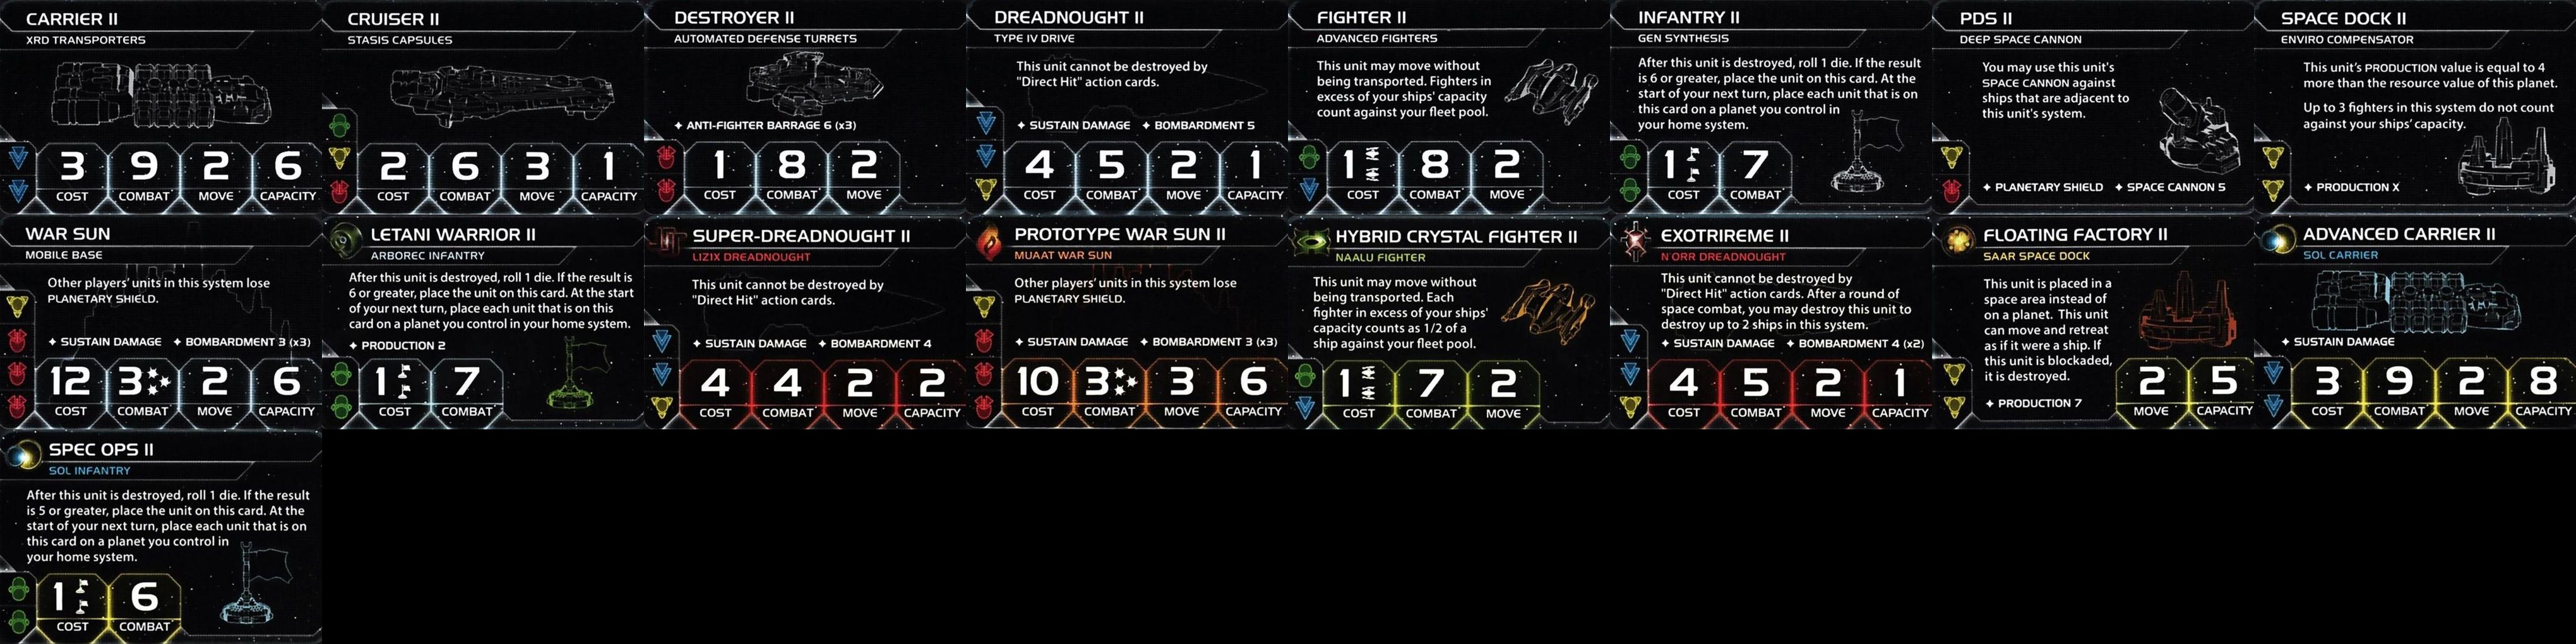 CARRIER II
XRD TRANSPORTERS
3 9 2 6
COST COMBAT MOVE CAPACITY
CRUISER II
STASIS CAPSULES
2 6 3 1
COST COMBAT MOVE CAPACITY
DESTROYER II
AUTOMATED DEFENSE TURRETS
✦ ANTI-FIGHTER BARRAGE 6 (x3)
1 8 2
COST COMBAT MOVE
DREADNOUGHT II
TYPE IV DRIVE
This unit cannot be destroyed by
"Direct Hit" action cards.
✦ SUSTAIN DAMAGE ✦ BOMBARDMENT 5
4 5 2 1
COST COMBAT MOVE CAPACITY
FIGHTER II
ADVANCED FIGHTERS
This unit may move without
being transported. Fighters in
excess of your ships' capacity
count against your fleet pool.
1 8 2
COST COMBAT MOVE
INFANTRY II
GEN SYNTHESIS
After this unit is destroyed, roll 1 die. If the result
is 6 or greater, place the unit on this card. At the
start of your next turn, place each unit that is on
this card on a planet you control in
your home system.
1 7
COST COMBAT
PDS II
DEEP SPACE CANNON
You may use this unit's
SPACE CANNON against
ships that are adjacent to
this unit's system.
✦ PLANETARY SHIELD ✦ SPACE CANNON 5
SPACE DOCK II
ENVIRO COMPENSATOR
This unit's PRODUCTION value is equal to 4
more than the resource value of this planet.
Up to 3 fighters in this system do not count
against your ships' capacity.
✦ PRODUCTION X
WAR SUN
MOBILE BASE
Other players' units in this system lose
PLANETARY SHIELD.
✦ SUSTAIN DAMAGE ✦ BOMBARDMENT 3 (x3)
12 3 2 6
COST COMBAT MOVE CAPACITY
LETANI WARRIOR II
ARBOREC INFANTRY
After this unit is destroyed, roll 1 die. If the result is
6 or greater, place the unit on this card. At the start
of your next turn, place each unit that is on this
card on a planet you control in your home system.
✦ PRODUCTION 2
1 7
COST COMBAT
SUPER-DREADNOUGHT II
L1Z1X DREADNOUGHT
This unit cannot be destroyed by
"Direct Hit" action cards.
✦ SUSTAIN DAMAGE ✦ BOMBARDMENT 4
4 4 2 2
COST COMBAT MOVE CAPACITY
PROTOTYPE WAR SUN II
MUAAT WAR SUN
Other players' units in this system lose
PLANETARY SHIELD.
✦ SUSTAIN DAMAGE ✦ BOMBARDMENT 3 (x3)
10 3 3 6
COST COMBAT MOVE CAPACITY
HYBRID CRYSTAL FIGHTER II
NAALU FIGHTER
This unit may move without
being transported. Each
fighter in excess of your ships'
capacity counts as 1/2 of a
ship against your fleet pool.
1 7 2
COST COMBAT MOVE
EXOTRIREME II
N'ORR DREADNOUGHT
This unit cannot be destroyed by
"Direct Hit" action cards. After a round of
space combat, you may destroy this unit to
destroy up to 2 ships in this system.
✦ SUSTAIN DAMAGE ✦ BOMBARDMENT 4 (x2)
4 5 2 1
COST COMBAT MOVE CAPACITY
FLOATING FACTORY II
SAAR SPACE DOCK
This unit is placed in a
space area instead of
on a planet. This unit
can move and retreat
as if it were a ship. If
this unit is blockaded,
it is destroyed.
✦ PRODUCTION 7
2 5
MOVE CAPACITY
ADVANCED CARRIER II
SOL CARRIER
✦ SUSTAIN DAMAGE
3 9 2 8
COST COMBAT MOVE CAPACITY
SPEC OPS II
SOL INFANTRY
After this unit is destroyed, roll 1 die. If the result
is 5 or greater, place the unit on this card. At the
start of your next turn, place each unit that is on
this card on a planet you control in
your home system.
1 6
COST COMBAT